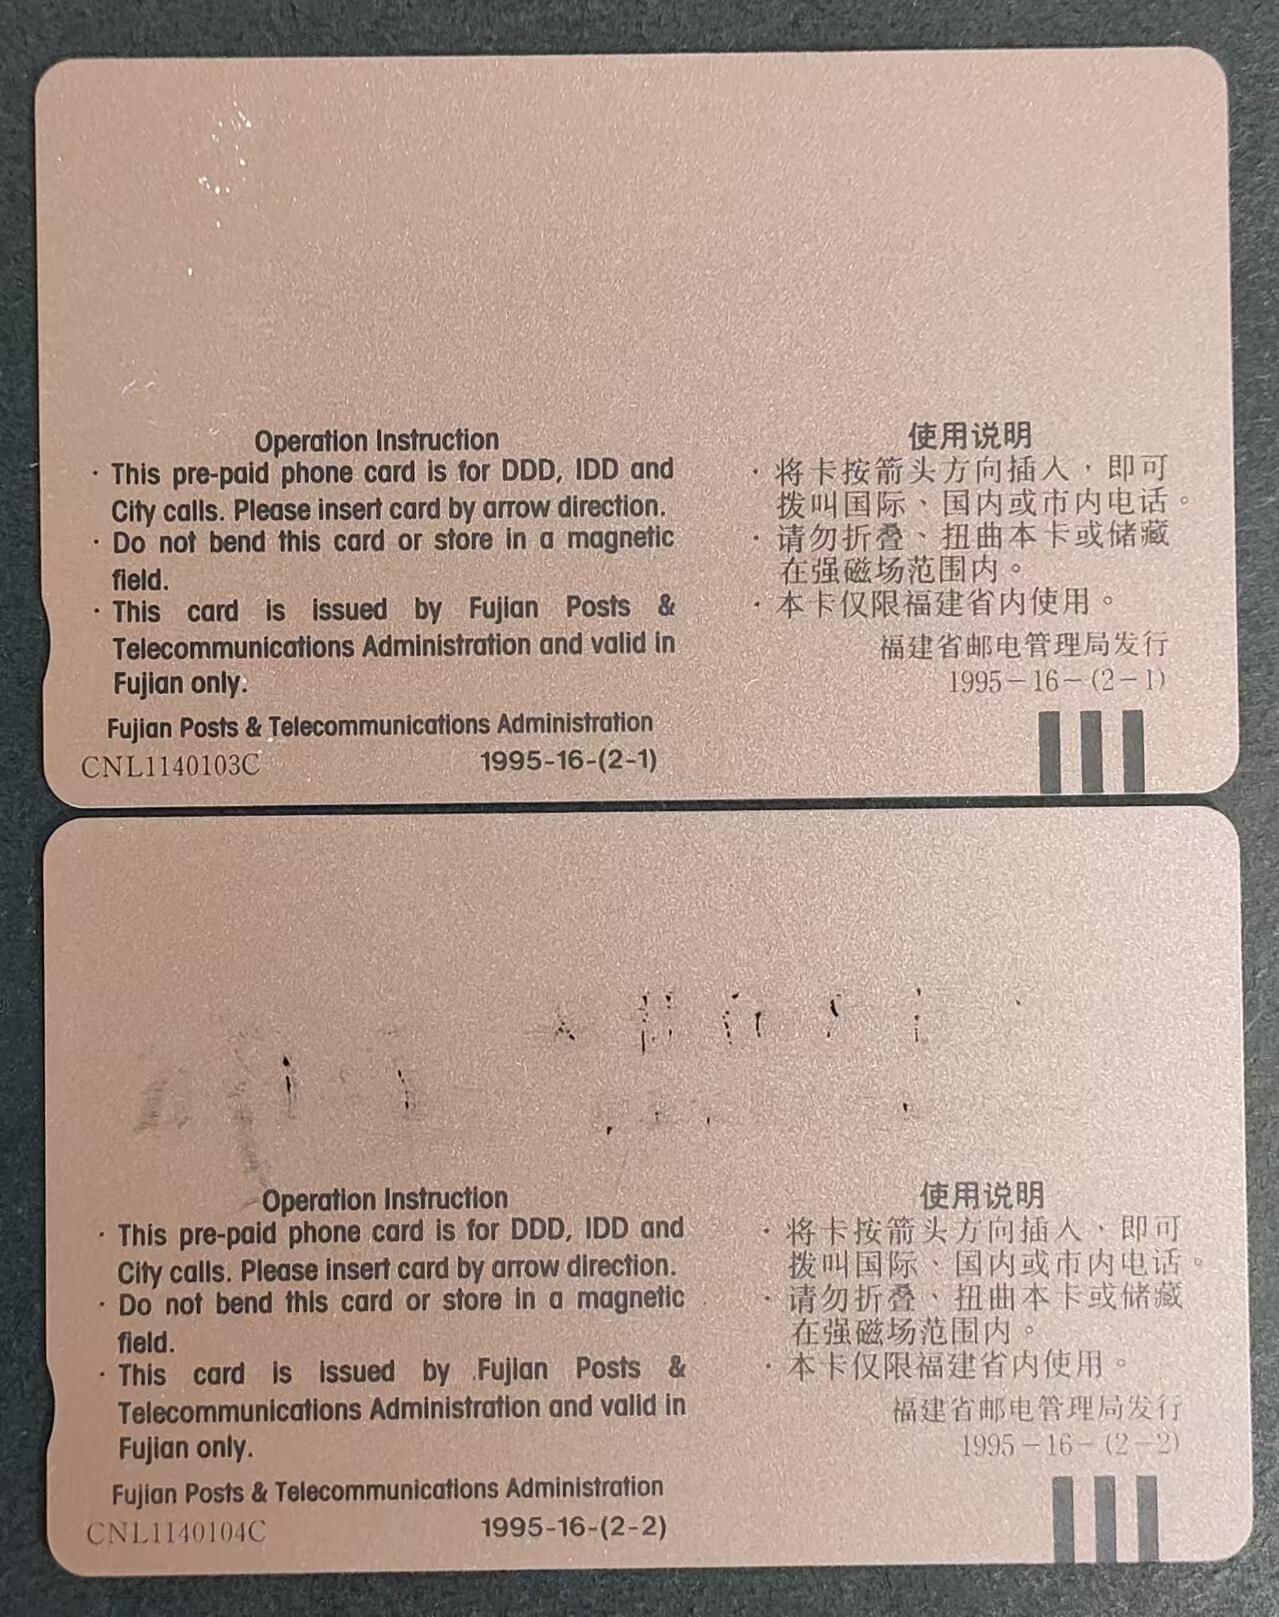 Operation Instruction
· This pre-paid phone card is for DDD, IDD and
City calls. Please insert card by arrow direction.
· Do not bend this card or store in a magnetic
field.
· This card is issued by Fujian Posts &
Telecommunications Administration and valid in
Fujian only.
Fujian Posts & Telecommunications Administration
CNL1140103C 1995-16-(2-1)
使用说明
· 将卡按箭头方向插入，即可
拨叫国际、国内或市内电话。
· 请勿折叠、扭曲本卡或储藏
在强磁场范围内。
· 本卡仅限福建省内使用。
福建省邮电管理局发行
1995-16-(2-1)
Operation Instruction
· This pre-paid phone card is for DDD, IDD and
City calls. Please insert card by arrow direction.
· Do not bend this card or store in a magnetic
field.
· This card is issued by Fujian Posts &
Telecommunications Administration and valid in
Fujian only.
Fujian Posts & Telecommunications Administration
CNL1140104C 1995-16-(2-2)
使用说明
· 将卡按箭头方向插入，即可
拨叫国际、国内或市内电话。
· 请勿折叠、扭曲本卡或储藏
在强磁场范围内。
· 本卡仅限福建省内使用。
福建省邮电管理局发行
1995-16-(2-2)